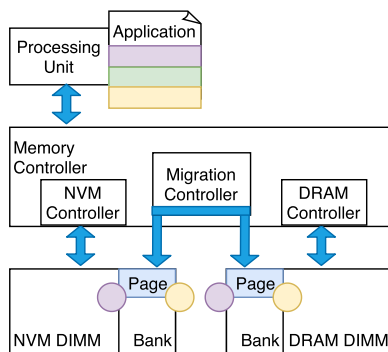 Application
Processing
Unit
Memory
Controller
NVM
Controller
Migration
Controller
DRAM
Controller
Page
Page
NVM DIMM
Bank
Bank
DRAM DIMM